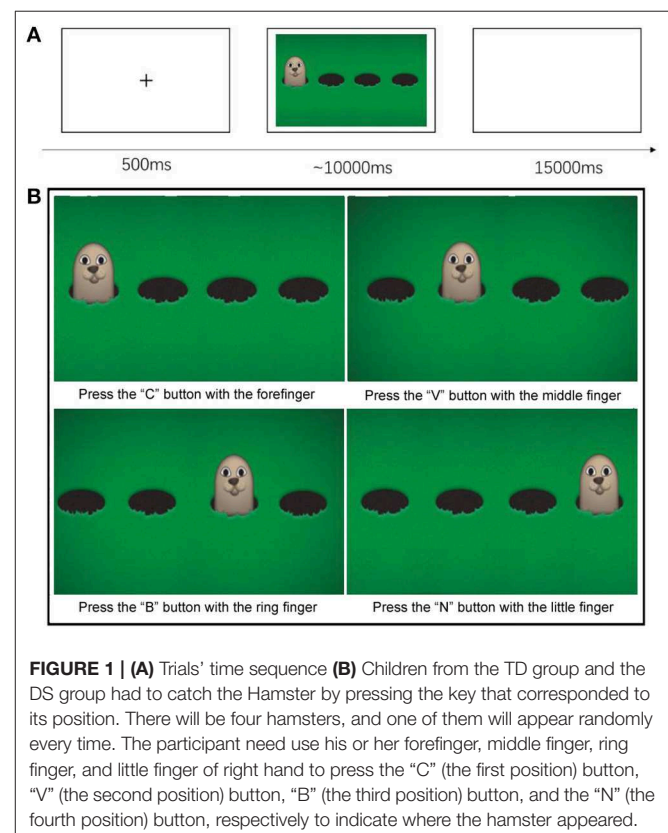 A
+
500ms
~10000ms
15000ms
B
Press the “C” button with the forefinger
Press the “V” button with the middle finger
Press the “B” button with the ring finger
Press the “N” button with the little finger
FIGURE 1 | (A) Trials’ time sequence (B) Children from the TD group and the
DS group had to catch the Hamster by pressing the key that corresponded to
its position. There will be four hamsters, and one of them will appear randomly
every time. The participant need use his or her forefinger, middle finger, ring
finger, and little finger of right hand to press the “C” (the first position) button,
“V” (the second position) button, “B” (the third position) button, and the “N” (the
fourth position) button, respectively to indicate where the hamster appeared.